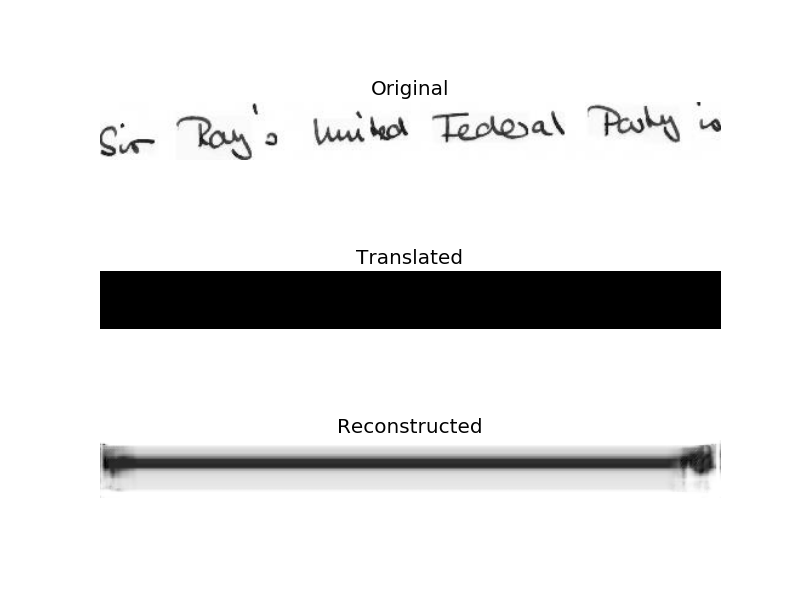 Original
Sir Ray's United Federal Party is
Translated
Reconstructed